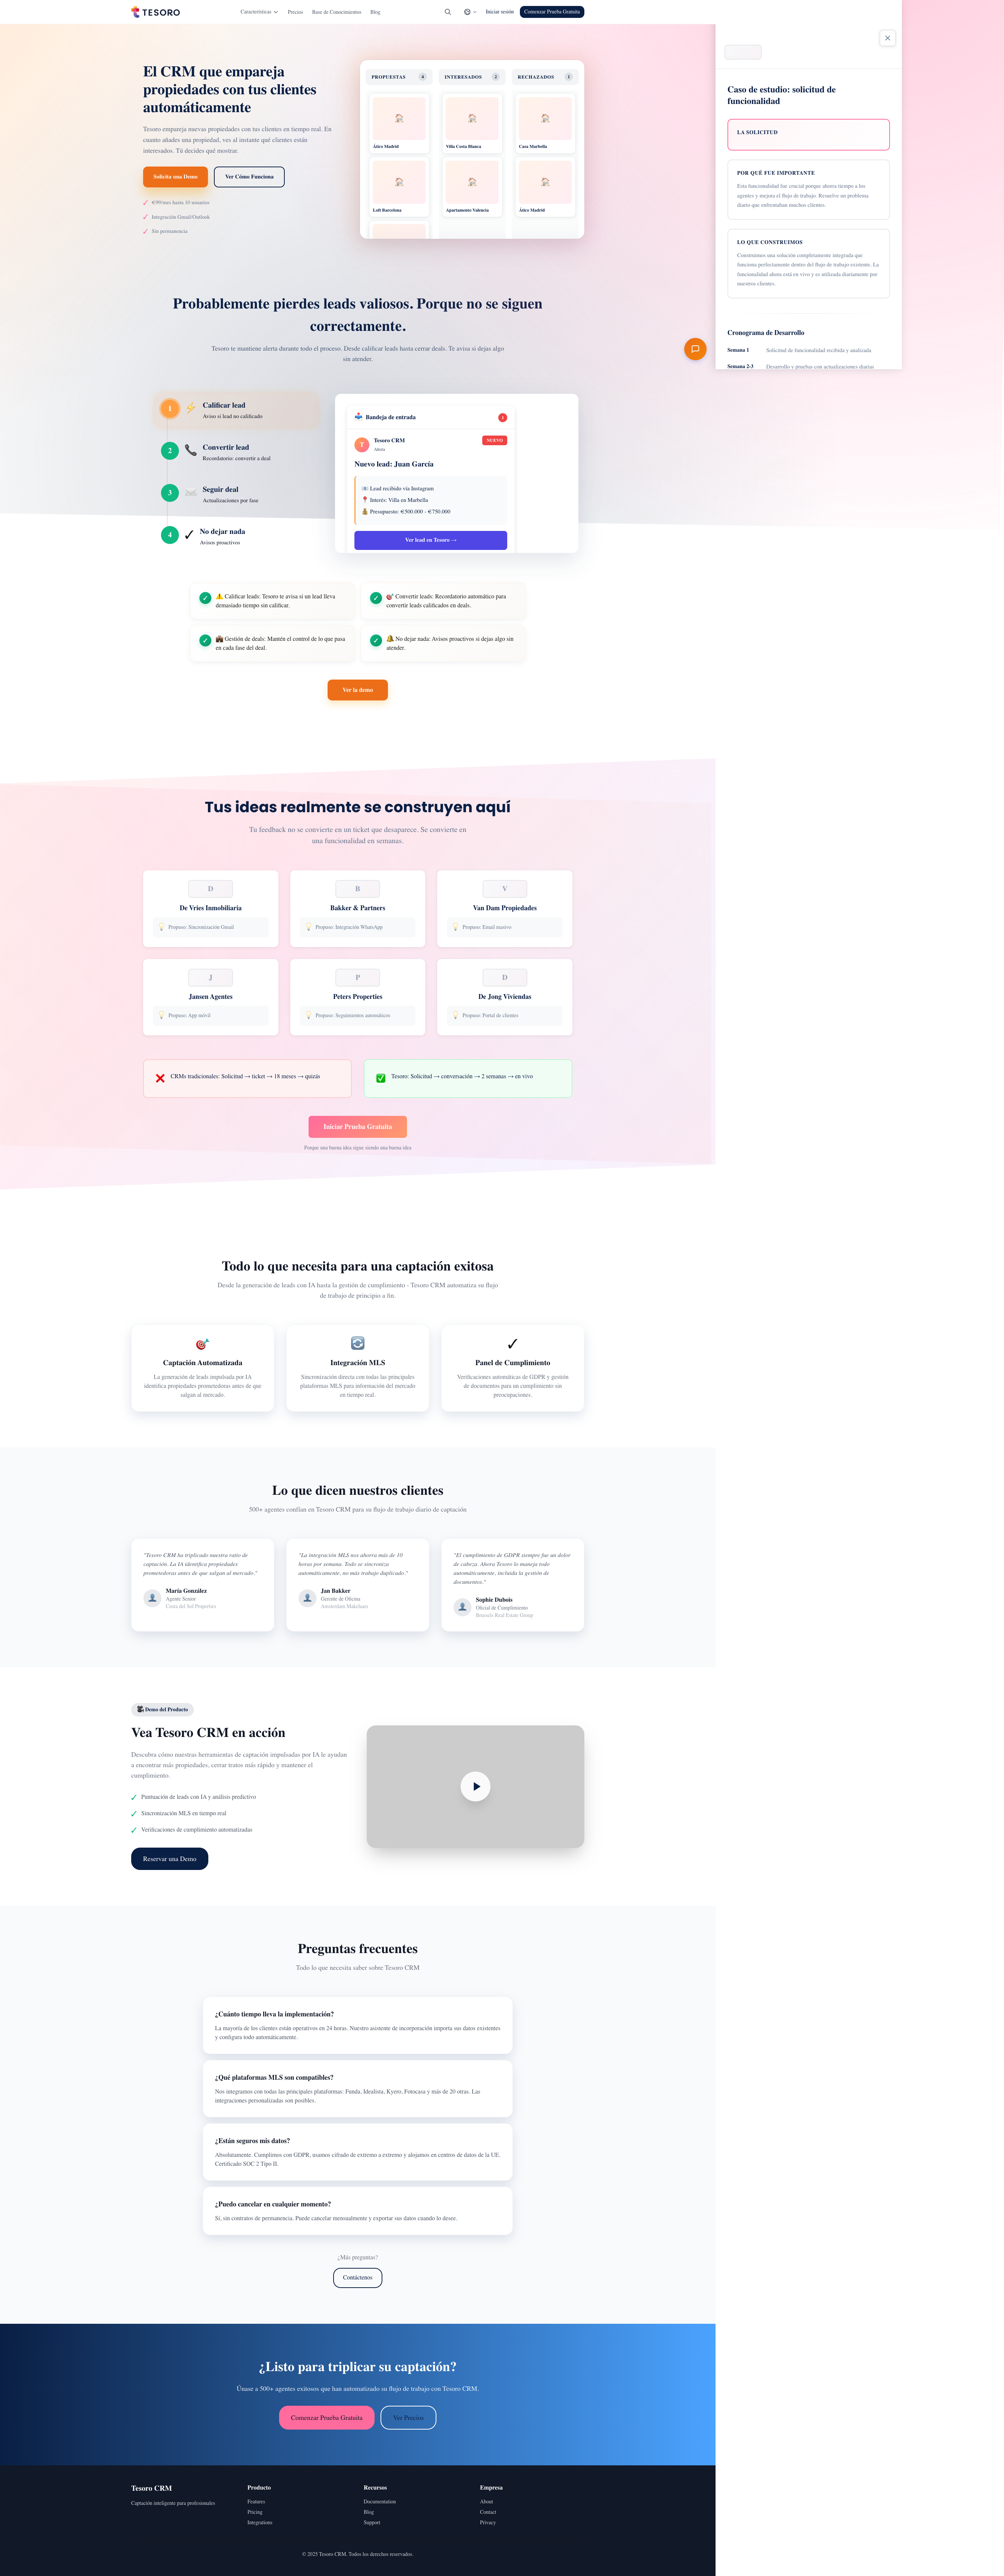 TESORO
Características
Precios
Base de Conocimientos
Blog
Iniciar sesión
Comenzar Prueba Gratuita
El CRM que empareja
propiedades con tus clientes
automáticamente
Tesoro empareja nuevas propiedades con tus clientes en tiempo real. En
cuanto añades una propiedad, ves al instante qué clientes están
interesados. Tú decides qué mostrar.
Solicita una Demo
Ver Cómo Funciona
✓ €99/mes hasta 10 usuarios
✓ Integración Gmail/Outlook
✓ Sin permanencia
PROPUESTAS 4
INTERESADOS 2
RECHAZADOS 1
Ático Madrid
Villa Costa Blanca
Casa Marbella
Loft Barcelona
Apartamento Valencia
Ático Madrid
Caso de estudio: solicitud de
funcionalidad
LA SOLICITUD
POR QUÉ FUE IMPORTANTE
Esta funcionalidad fue crucial porque ahorra tiempo a los
agentes y mejora el flujo de trabajo. Resuelve un problema
diario que enfrentaban muchos clientes.
LO QUE CONSTRUIMOS
Construimos una solución completamente integrada que
funciona perfectamente dentro del flujo de trabajo existente. La
funcionalidad ahora está en vivo y es utilizada diariamente por
nuestros clientes.
Cronograma de Desarrollo
Semana 1 Solicitud de funcionalidad recibida y analizada
Semana 2-3 Desarrollo y pruebas con actualizaciones diarias
Probablemente pierdes leads valiosos. Porque no se siguen
correctamente.
Tesoro te mantiene alerta durante todo el proceso. Desde calificar leads hasta cerrar deals. Te avisa si dejas algo
sin atender.
1
Calificar lead
Aviso si lead no calificado
2
Convertir lead
Recordatorio: convertir a deal
3
Seguir deal
Actualizaciones por fase
4
No dejar nada
Avisos proactivos
Bandeja de entrada
T
Tesoro CRM
Ahora
NUEVO
Nuevo lead: Juan García
Lead recibido vía Instagram
Interés: Villa en Marbella
Presupuesto: €500.000 - €750.000
Ver lead en Tesoro →
Calificar leads: Tesoro te avisa si un lead lleva
demasiado tiempo sin calificar.
Convertir leads: Recordatorio automático para
convertir leads calificados en deals.
Gestión de deals: Mantén el control de lo que pasa
en cada fase del deal.
No dejar nada: Avisos proactivos si dejas algo sin
atender.
Ver la demo
Tus ideas realmente se construyen aquí
Tu feedback no se convierte en un ticket que desaparece. Se convierte en
una funcionalidad en semanas.
D
De Vries Inmobiliaria
Propuso: Sincronización Gmail
B
Bakker & Partners
Propuso: Integración WhatsApp
V
Van Dam Propiedades
Propuso: Email masivo
J
Jansen Agentes
Propuso: App móvil
P
Peters Properties
Propuso: Seguimientos automáticos
D
De Jong Viviendas
Propuso: Portal de clientes
CRMs tradicionales: Solicitud → ticket → 18 meses → quizás
Tesoro: Solicitud → conversación → 2 semanas → en vivo
Iniciar Prueba Gratuita
Porque una buena idea sigue siendo una buena idea
Todo lo que necesita para una captación exitosa
Desde la generación de leads con IA hasta la gestión de cumplimiento - Tesoro CRM automatiza su flujo
de trabajo de principio a fin.
Captación Automatizada
La generación de leads impulsada por IA
identifica propiedades prometedoras antes de que
salgan al mercado.
Integración MLS
Sincronización directa con todas las principales
plataformas MLS para información del mercado
en tiempo real.
Panel de Cumplimiento
Verificaciones automáticas de GDPR y gestión
de documentos para un cumplimiento sin
preocupaciones.
Lo que dicen nuestros clientes
500+ agentes confían en Tesoro CRM para su flujo de trabajo diario de captación
"Tesoro CRM ha triplicado nuestra ratio de
captación. La IA identifica propiedades
prometedoras antes de que salgan al mercado."
María González
Agente Senior
Costa del Sol Properties
"La integración MLS nos ahorra más de 10
horas por semana. Todo se sincroniza
automáticamente, no más trabajo duplicado."
Jan Bakker
Gerente de Oficina
Amsterdam Makelaars
"El cumplimiento de GDPR siempre fue un dolor
de cabeza. Ahora Tesoro lo maneja todo
automáticamente, incluida la gestión de
documentos."
Sophie Dubois
Oficial de Cumplimiento
Brussels Real Estate Group
Demo del Producto
Vea Tesoro CRM en acción
Descubra cómo nuestras herramientas de captación impulsadas por IA le ayudan
a encontrar más propiedades, cerrar tratos más rápido y mantener el
cumplimiento.
✓ Puntuación de leads con IA y análisis predictivo
✓ Sincronización MLS en tiempo real
✓ Verificaciones de cumplimiento automatizadas
Reservar una Demo
Preguntas frecuentes
Todo lo que necesita saber sobre Tesoro CRM
¿Cuánto tiempo lleva la implementación?
La mayoría de los clientes están operativos en 24 horas. Nuestro asistente de incorporación importa sus datos existentes
y configura todo automáticamente.
¿Qué plataformas MLS son compatibles?
Nos integramos con todas las principales plataformas: Funda, Idealista, Kyero, Fotocasa y más de 20 otras. Las
integraciones personalizadas son posibles.
¿Están seguros mis datos?
Absolutamente. Cumplimos con GDPR, usamos cifrado de extremo a extremo y alojamos en centros de datos de la UE.
Certificado SOC 2 Tipo II.
¿Puedo cancelar en cualquier momento?
Sí, sin contratos de permanencia. Puede cancelar mensualmente y exportar sus datos cuando lo desee.
¿Más preguntas?
Contáctenos
¿Listo para triplicar su captación?
Únase a 500+ agentes exitosos que han automatizado su flujo de trabajo con Tesoro CRM.
Comenzar Prueba Gratuita
Ver Precios
Tesoro CRM
Captación inteligente para profesionales
Producto
Features
Pricing
Integrations
Recursos
Documentation
Blog
Support
Empresa
About
Contact
Privacy
© 2025 Tesoro CRM. Todos los derechos reservados.